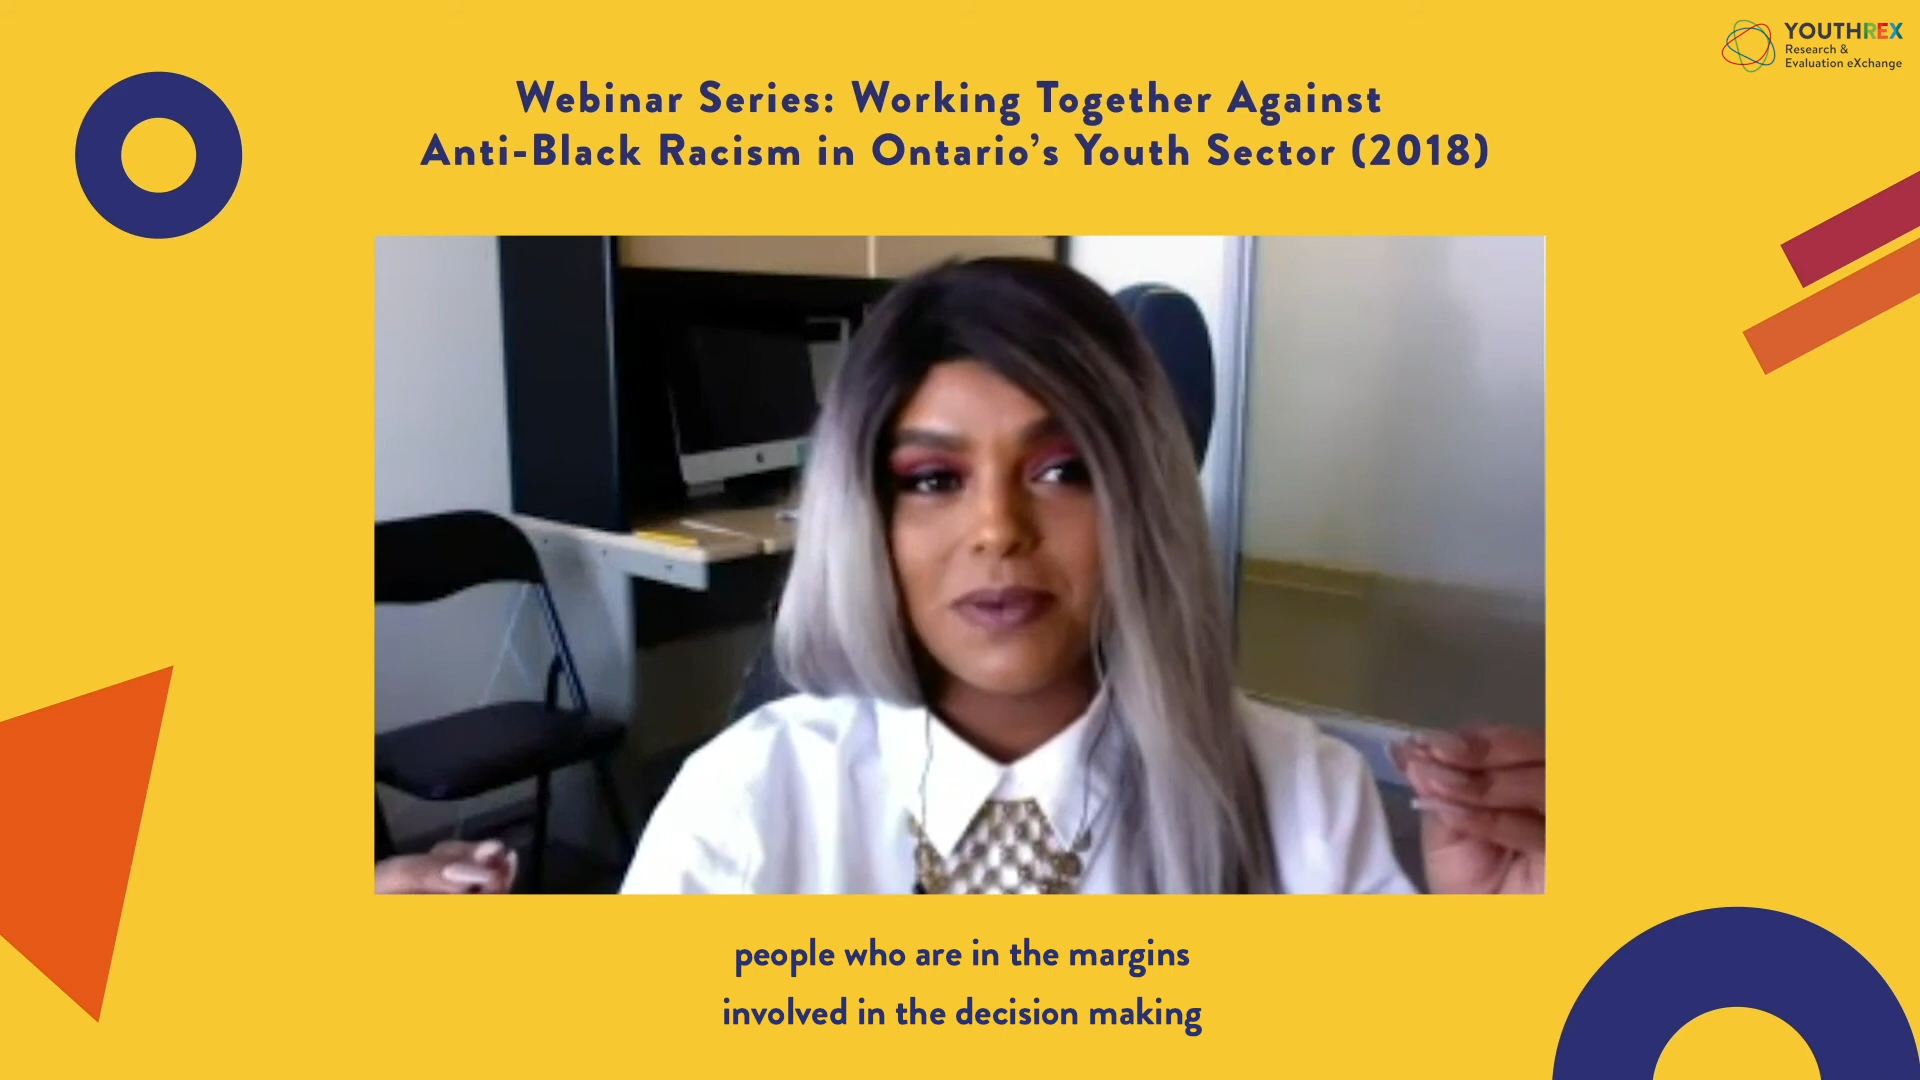 YOUTHREX
Research &
Evaluation eXchange
Webinar Series: Working Together Against
Anti-Black Racism in Ontario’s Youth Sector (2018)
people who are in the margins
involved in the decision making